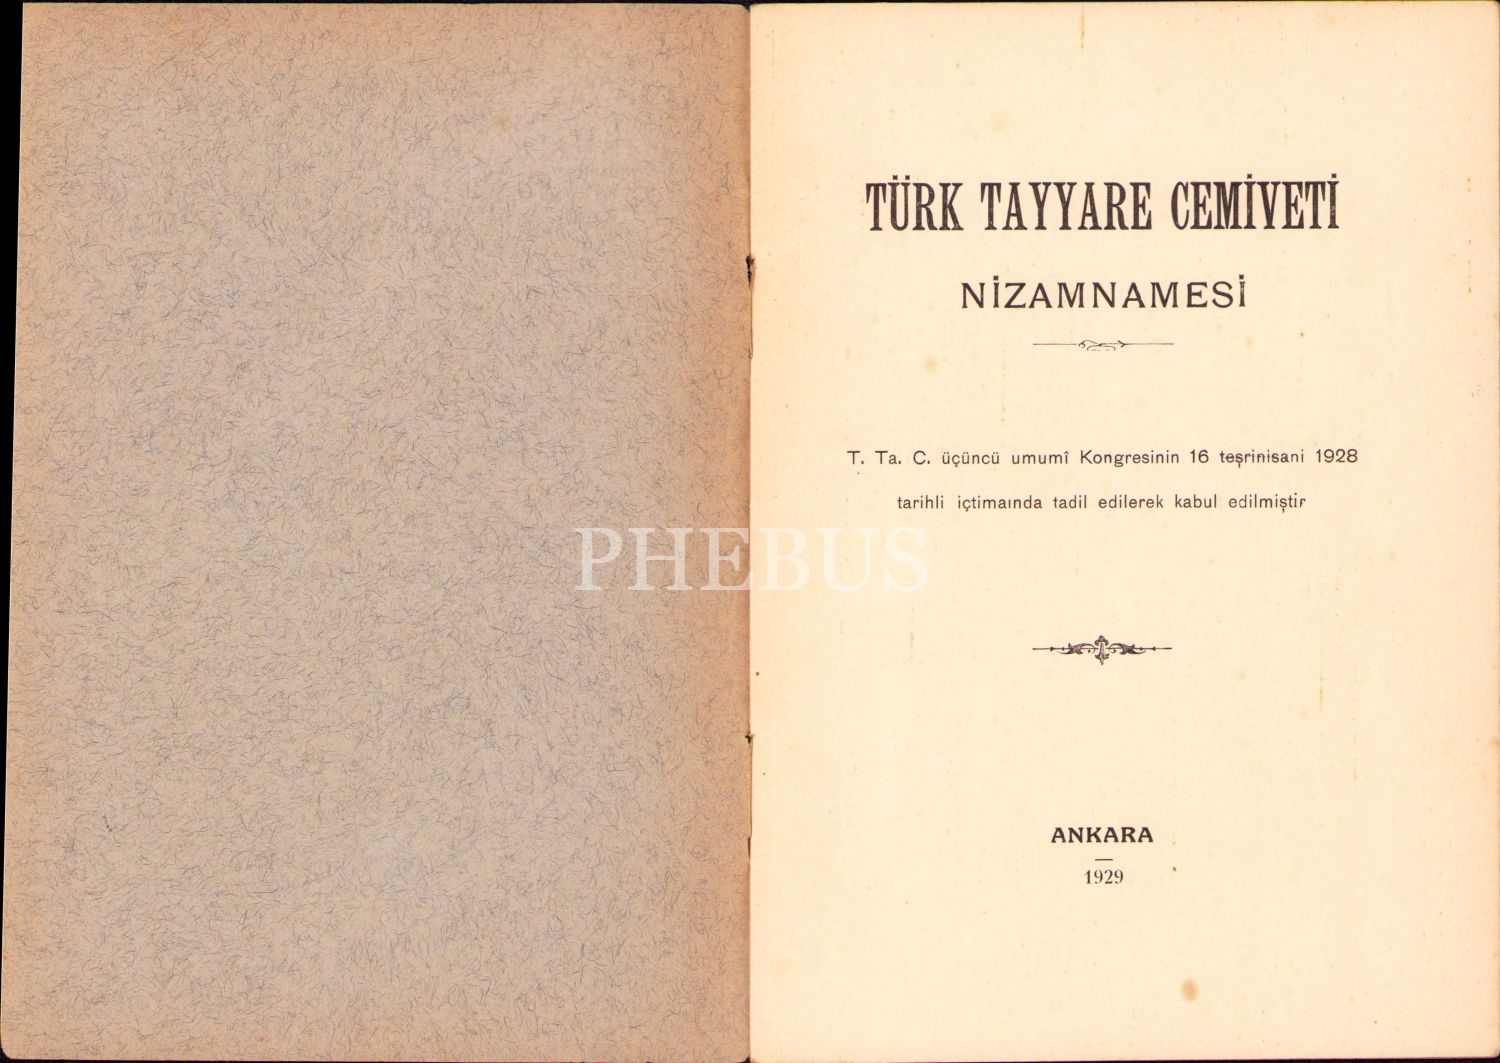 TÜRK TAYYARE CEMİYETİ
NİZAMNAMESİ
T. Ta. C. üçüncü umumî Kongresinin 16 teşrinisani 1928
tarihli içtimaında tadil edilerek kabul edilmiştir
PHEBUS
ANKARA
1929